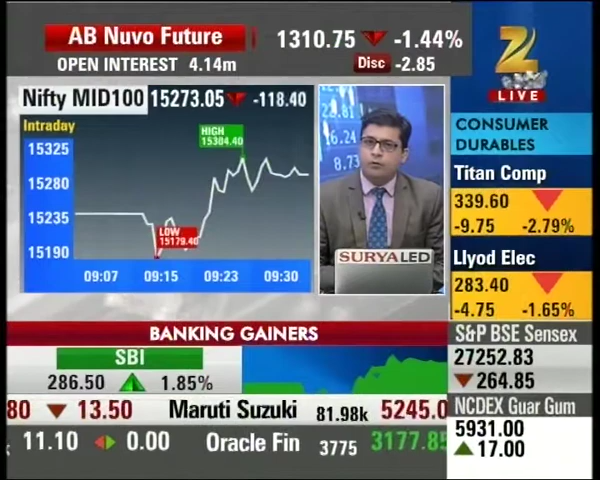 AB Nuvo Future 1310.75 -1.44%
OPEN INTEREST 4.14m Disc -2.85
Z
LIVE
Nifty MID100 15273.05 -118.40
Intraday
15325
15280
15235
15190
HIGH
15304.40
LOW
15179.40
09:07 09:15 09:23 09:30
16.24
8.73
SURYA LED
CONSUMER
DURABLES
Titan Comp
339.60
-9.75 -2.79%
Llyod Elec
283.40
-4.75 -1.65%
BANKING GAINERS
SBI
286.50 1.85%
S&P BSE Sensex
27252.83
264.85
NCDEX Guar Gum
5931.00
17.00
80 13.50 Maruti Suzuki 81.98k 5245.0
11.10 0.00 Oracle Fin 3775 3177.85